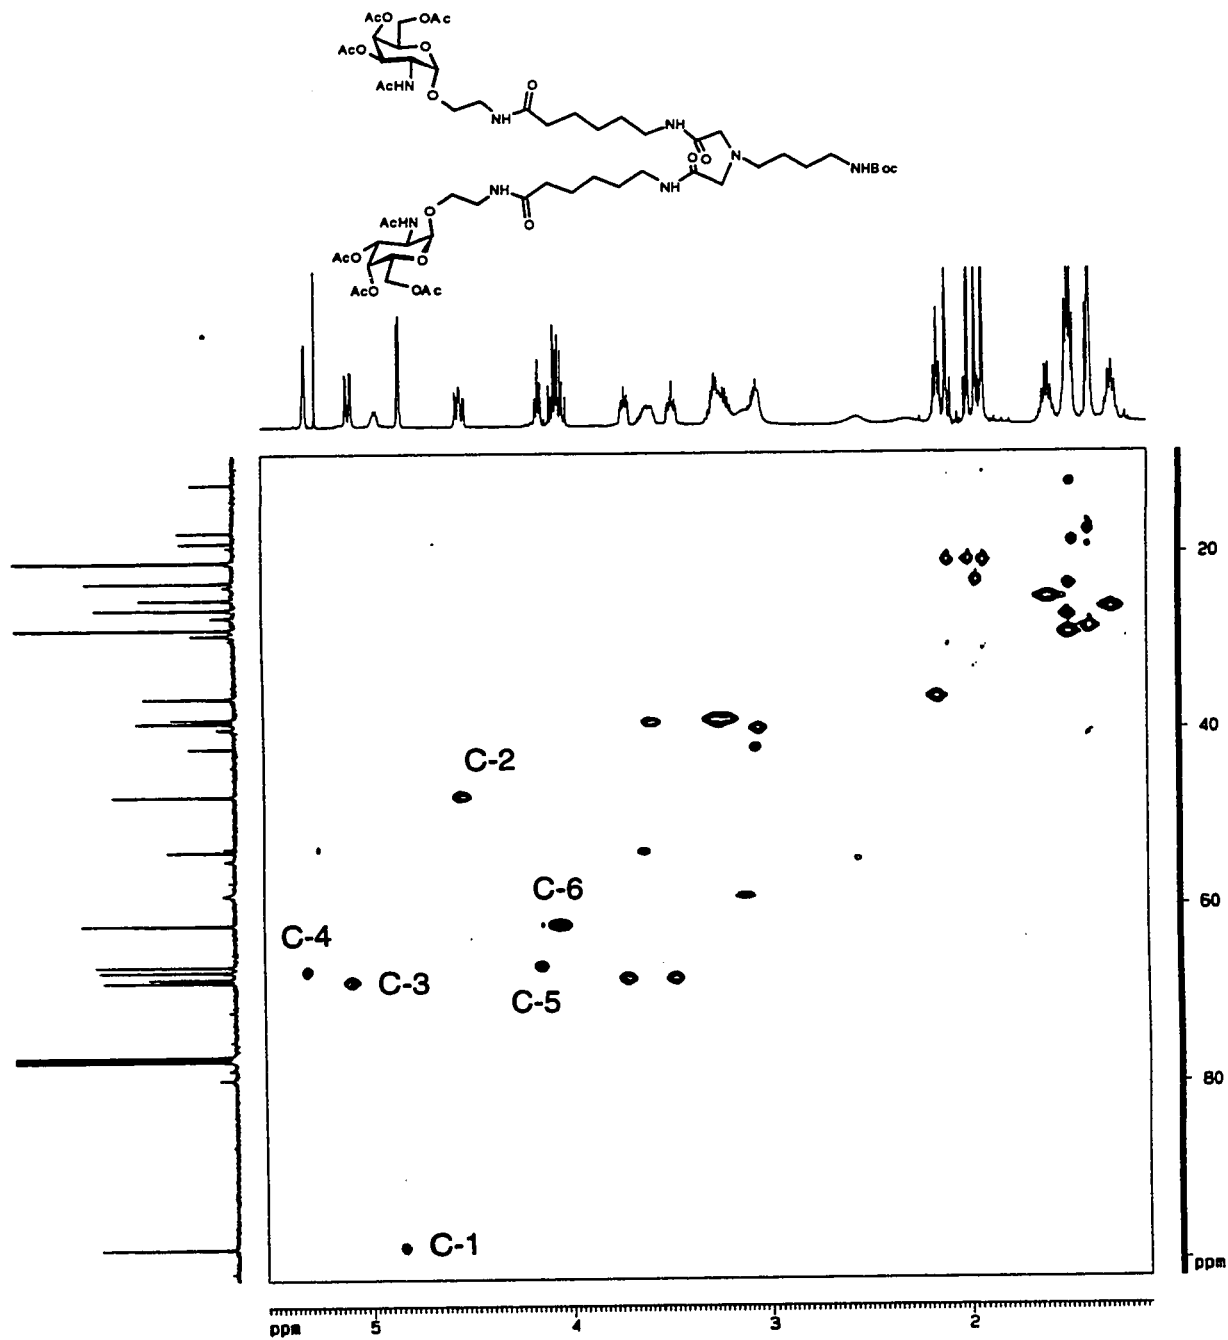 AcO OAc
O
AcO
AcHN
O
NH
O
NH
O
N
NHBoc
O
NH
O
NH
O
AcHN
O
AcO
AcO OAc
20
40
C-2
60
C-6
C-4
C-3
C-5
80
C-1
ppm
ppm 5 4 3 2